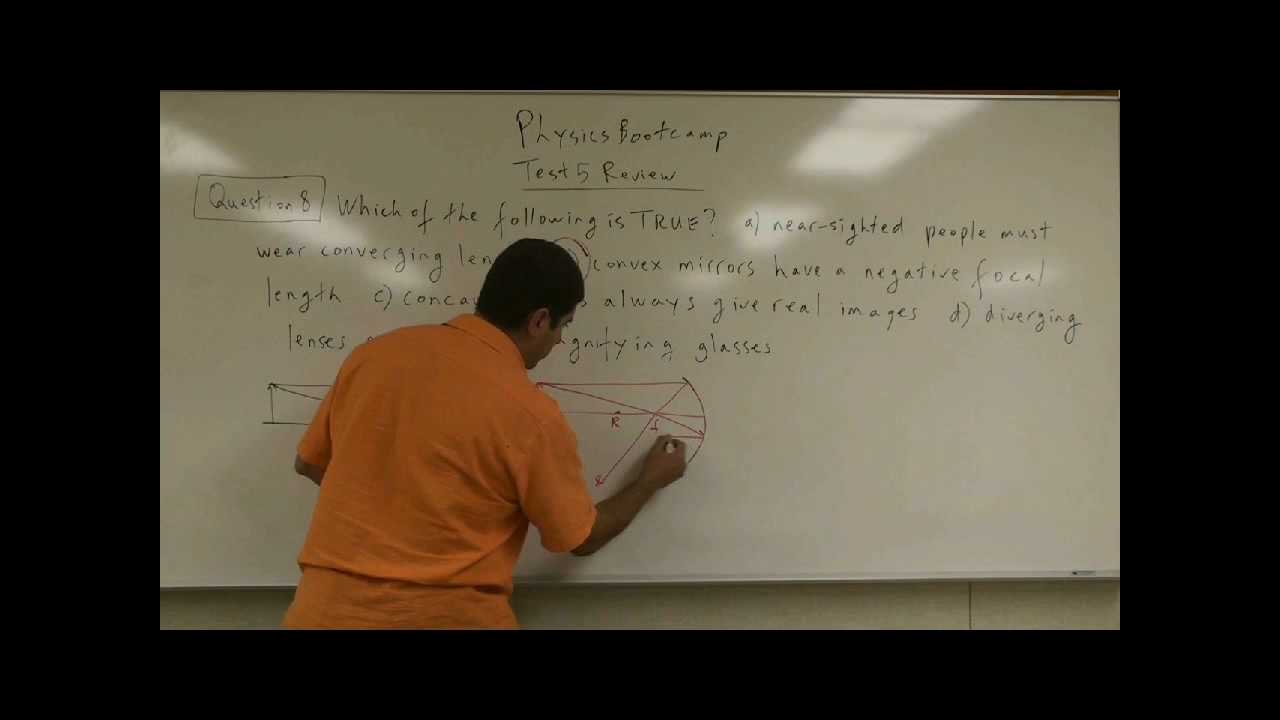 Physics Bootcamp
Test 5 Review
Question 8 Which of the following is TRUE? a) near-sighted people must
wear converging len convex mirrors have a negative focal
length c) conca always give real images d) diverging
lenses agnifying glasses
R f